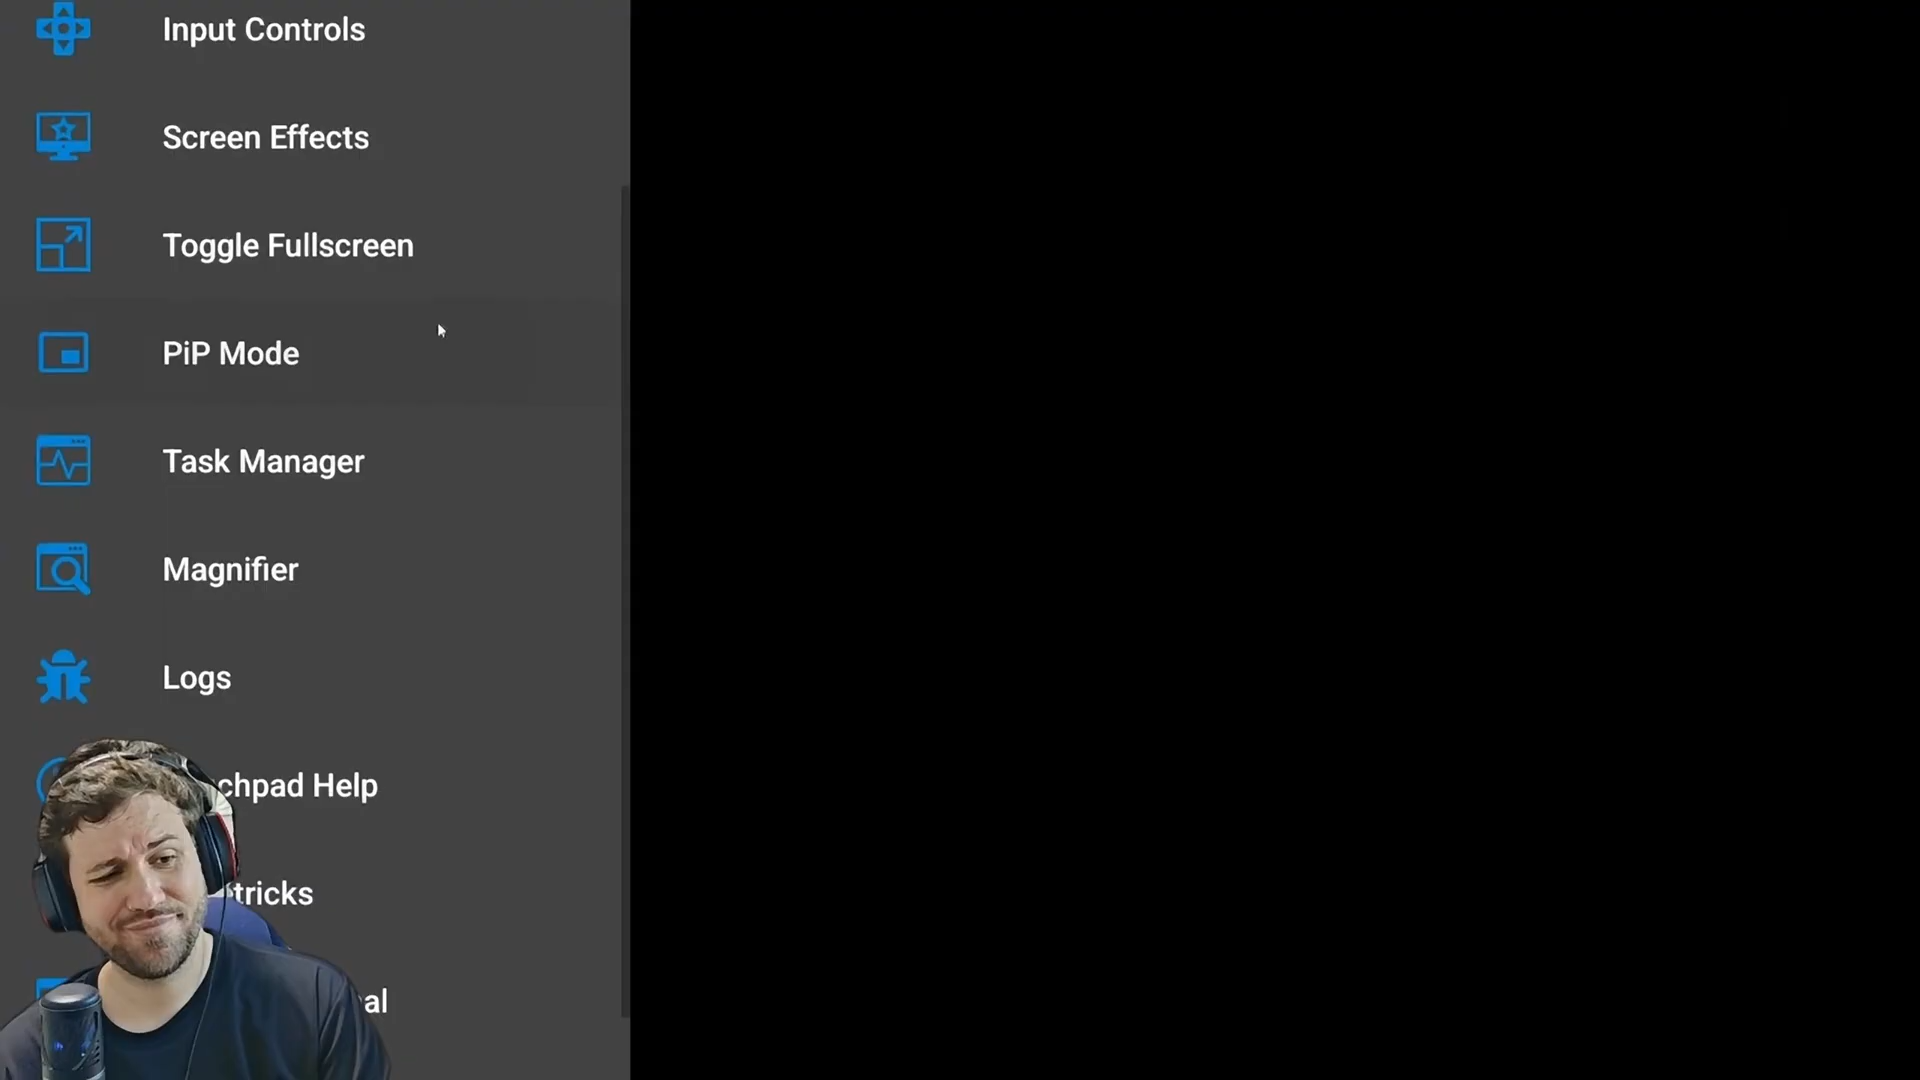 Input Controls
Screen Effects
Toggle Fullscreen
PiP Mode
Task Manager
Magnifier
Logs
chpad Help
tricks
al